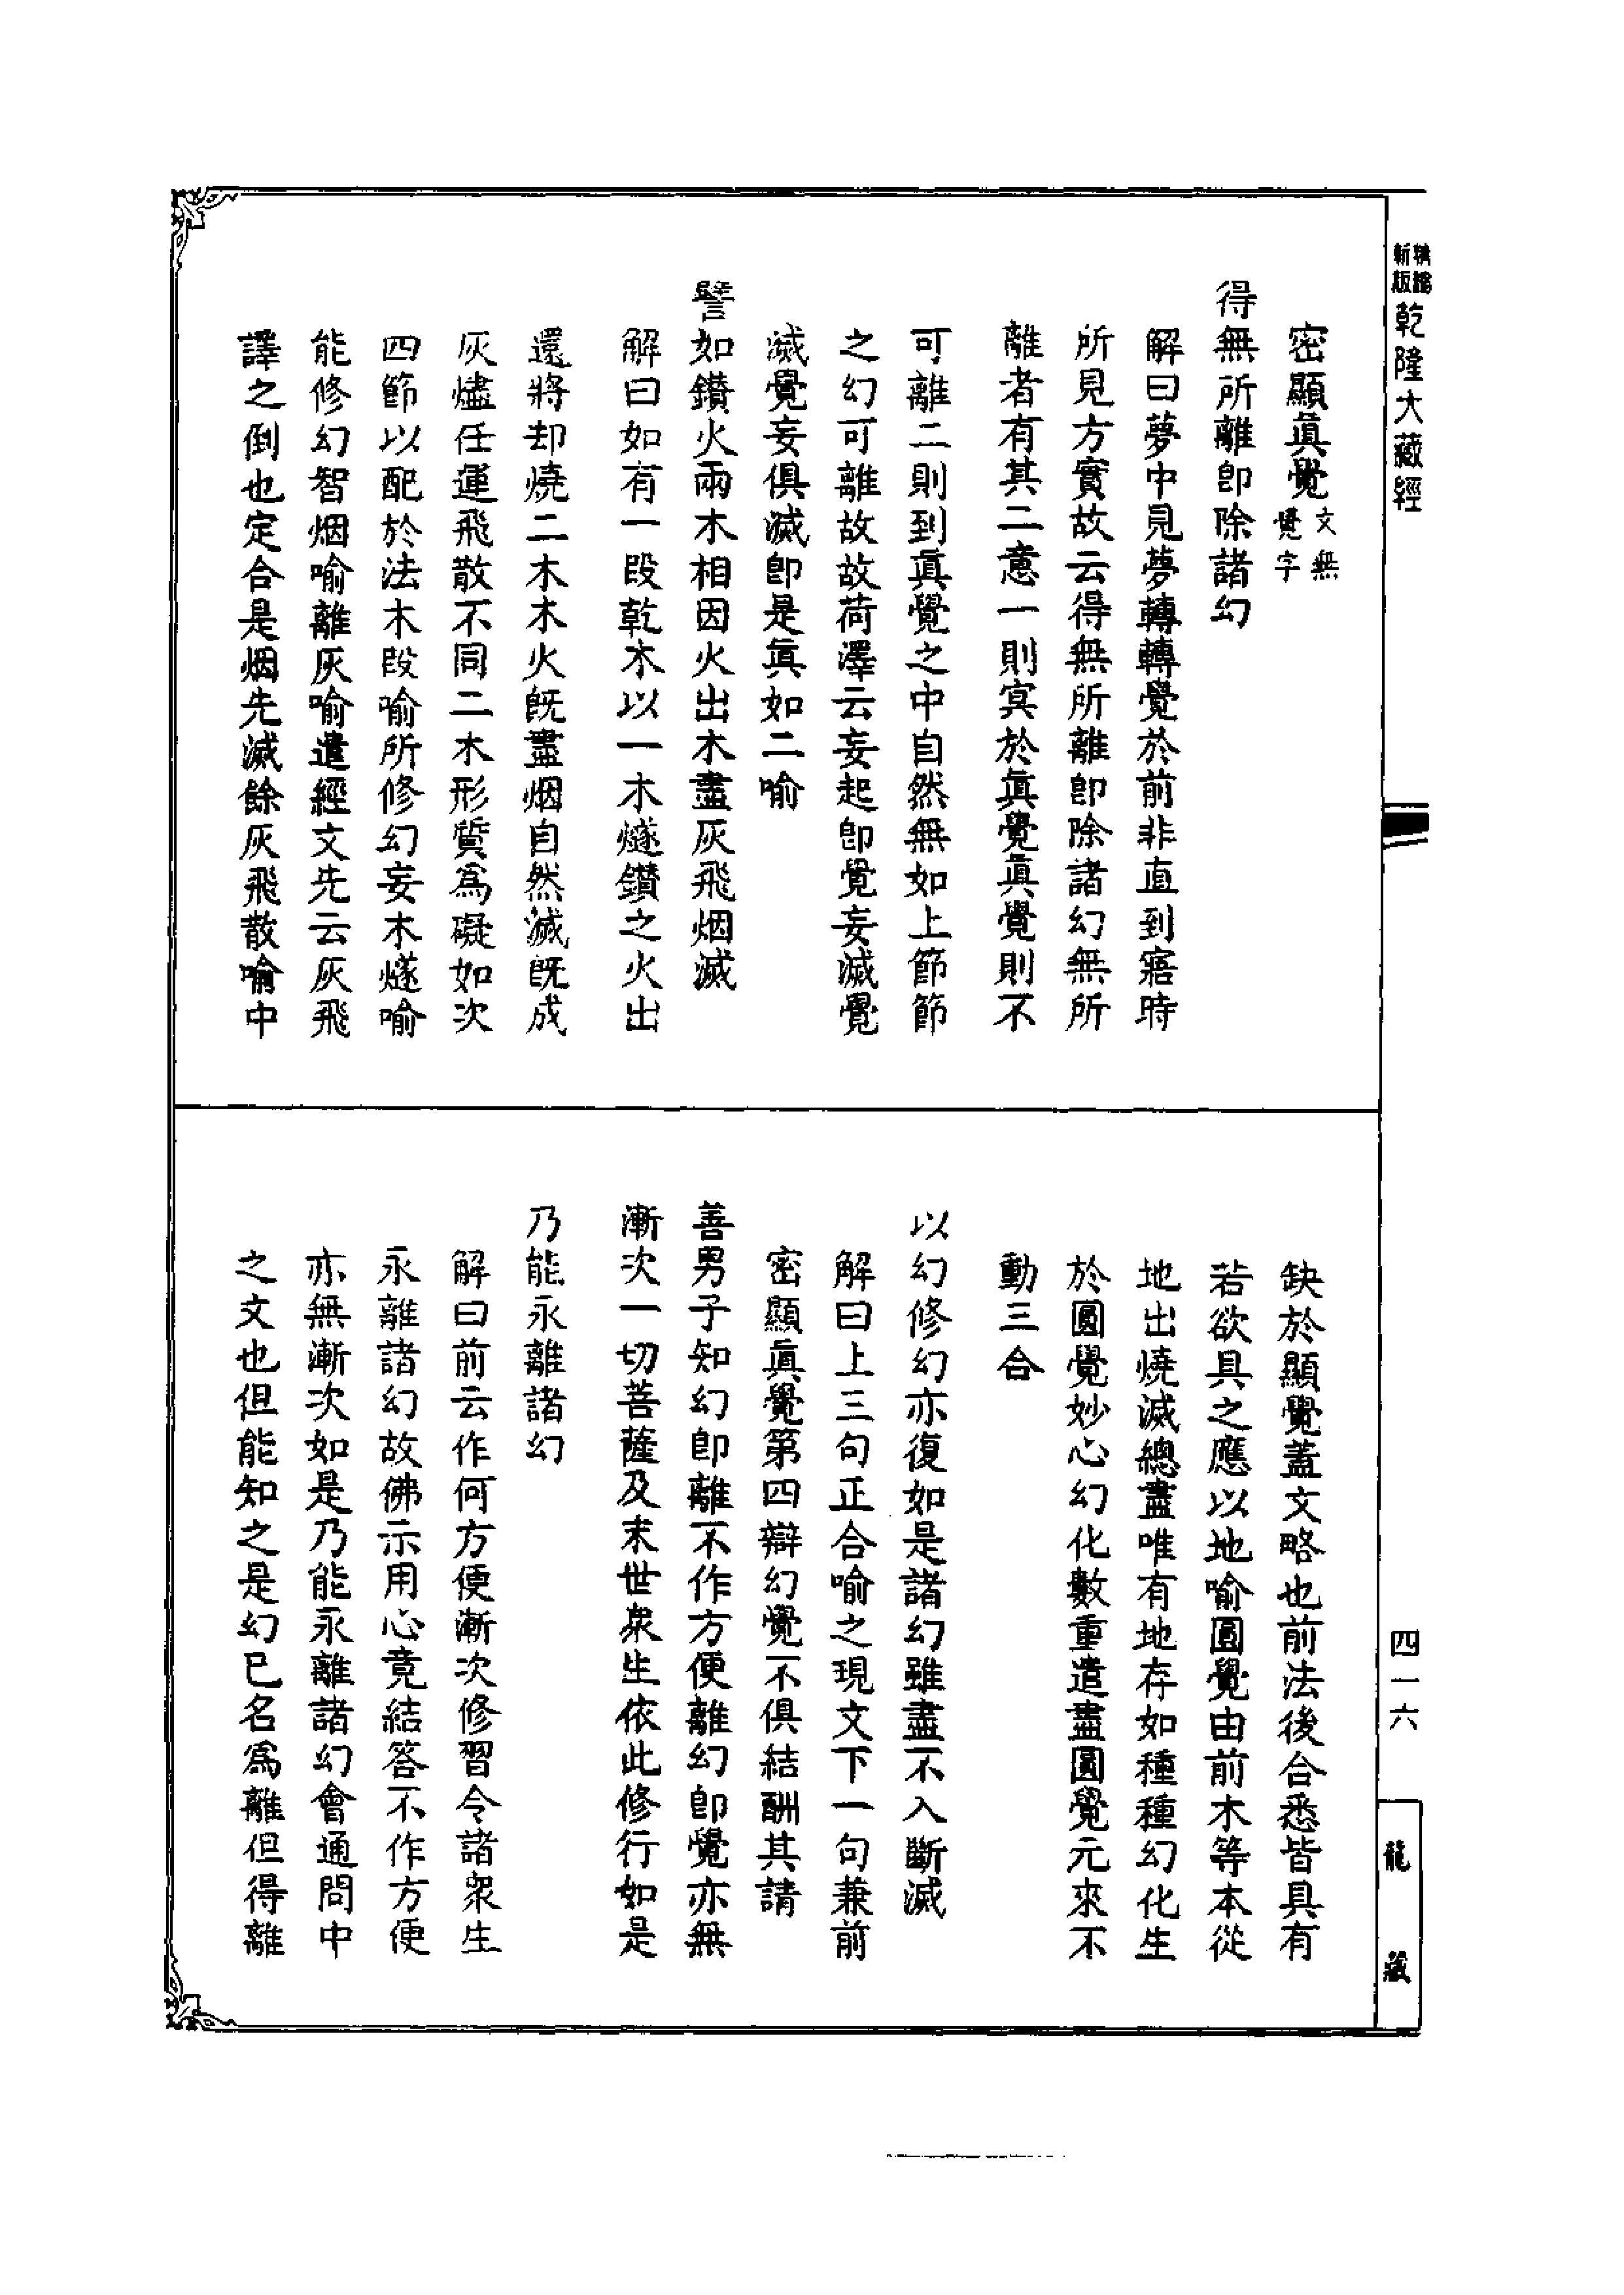 新版乾隆大藏經
密顯眞覺文無覺字
得無所離卽除諸幻
解曰夢中見夢轉轉覺於前非直到寤時
所見方實故云得無所離卽除諸幻無所
離者有其二意一則寘於眞覺眞覺則不
可離二則到眞覺之中自然無如上節節
之幻可離故故荷澤云妄起卽覺妄滅覺
滅覺妄俱滅卽是眞如二喻
譬如鑽火兩木相因火出木盡灰飛烟滅
解曰如有一段乾木以一木燧鑽之火出
還將却燒二木木火旣盡烟自然滅旣成
灰燼任運飛散不同二木形質爲礙如次
四節以配於法木段喻所修幻妄木燧喻
能修幻智烟喻離灰喻遣經文先云灰飛
譯之倒也定合是烟先滅餘灰飛散喻中
缺於顯覺蓋文略也前法後合悉皆具有
若欲具之應以地喻圓覺由前木等本從
地出燒滅總盡唯有地存如種種幻化生
於圓覺妙心幻化數重遣盡圓覺元來不
動三合
以幻修幻亦復如是諸幻雖盡不入斷滅
解曰上三句正合喻之現文下一句兼前
密顯眞覺第四辯幻覺不俱結酬其請
善男子知幻卽離不作方便離幻卽覺亦無
漸次一切菩薩及末世衆生依此修行如是
乃能永離諸幻
解曰前云作何方便漸次修習令諸衆生
永離諸幻故佛示用心竟結答不作方便
亦無漸次如是乃能永離諸幻會通問中
之文也但能知之是幻已名爲離但得離
四一六
龍藏